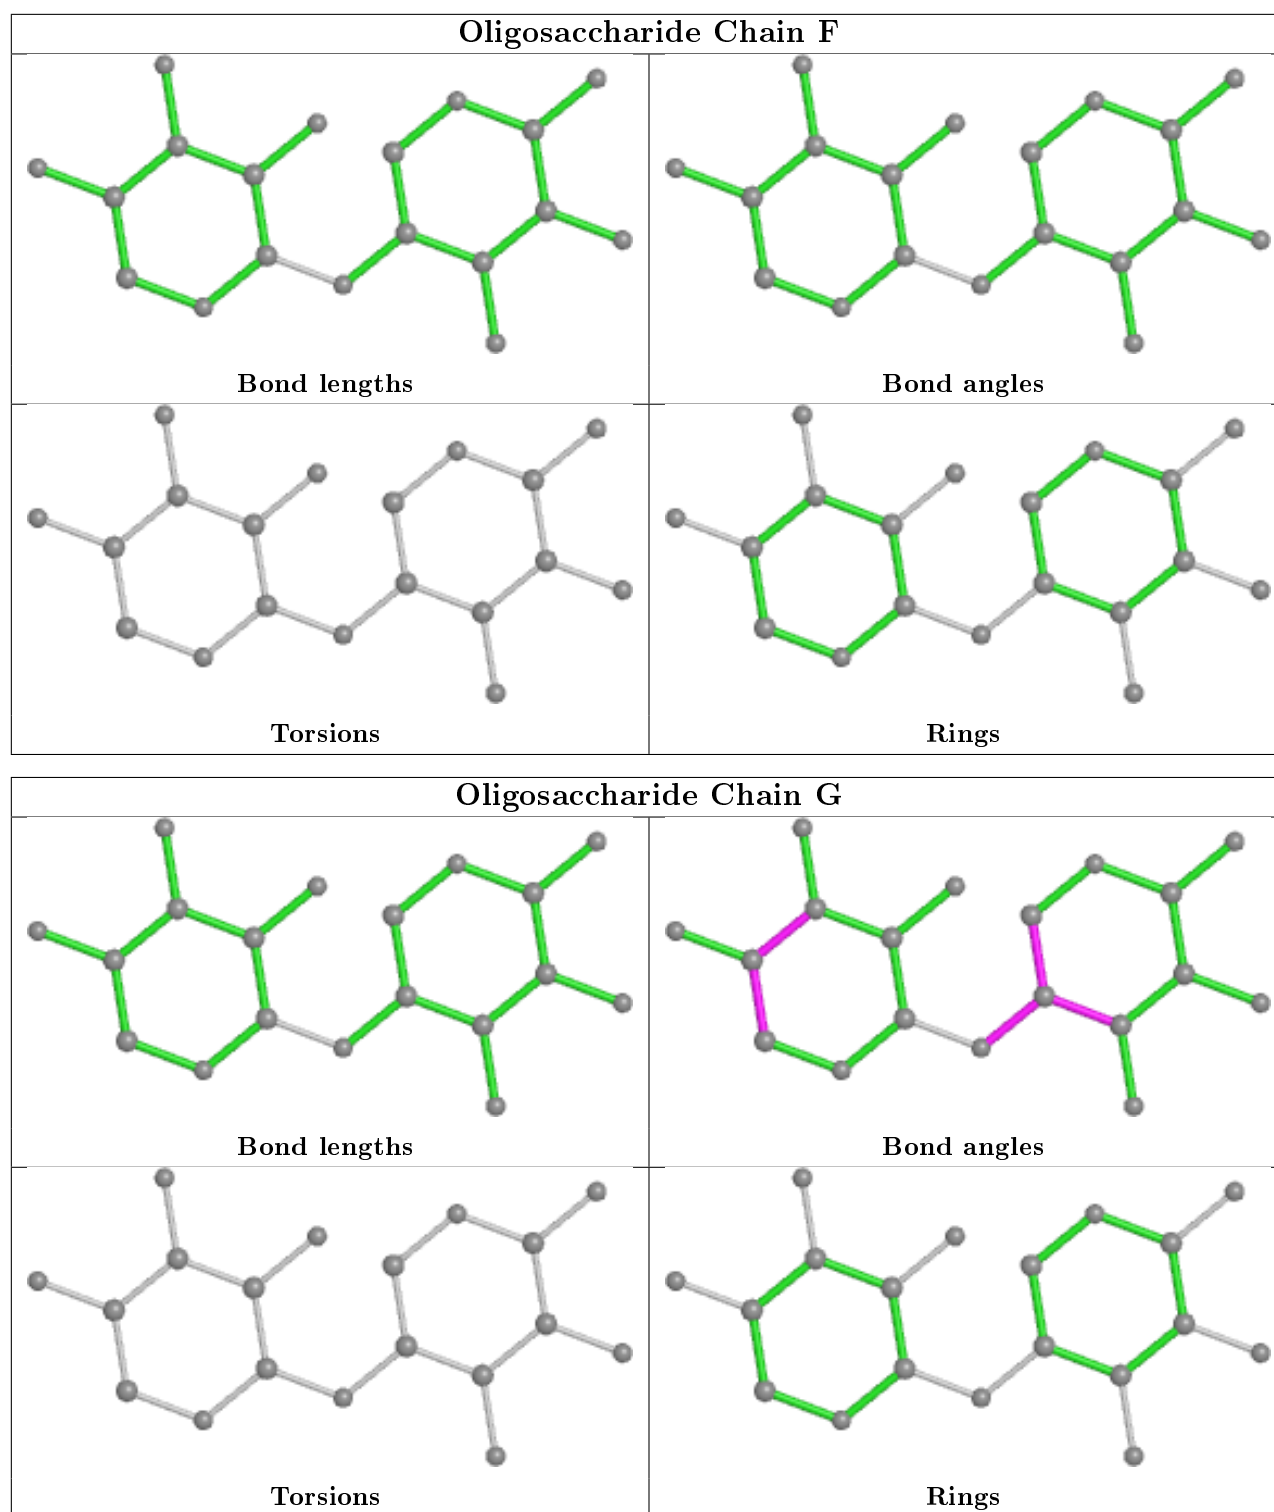 Oligosaccharide Chain F
Bond lengths
Bond angles
Torsions
Rings
Oligosaccharide Chain G
Bond lengths
Bond angles
Torsions
Rings